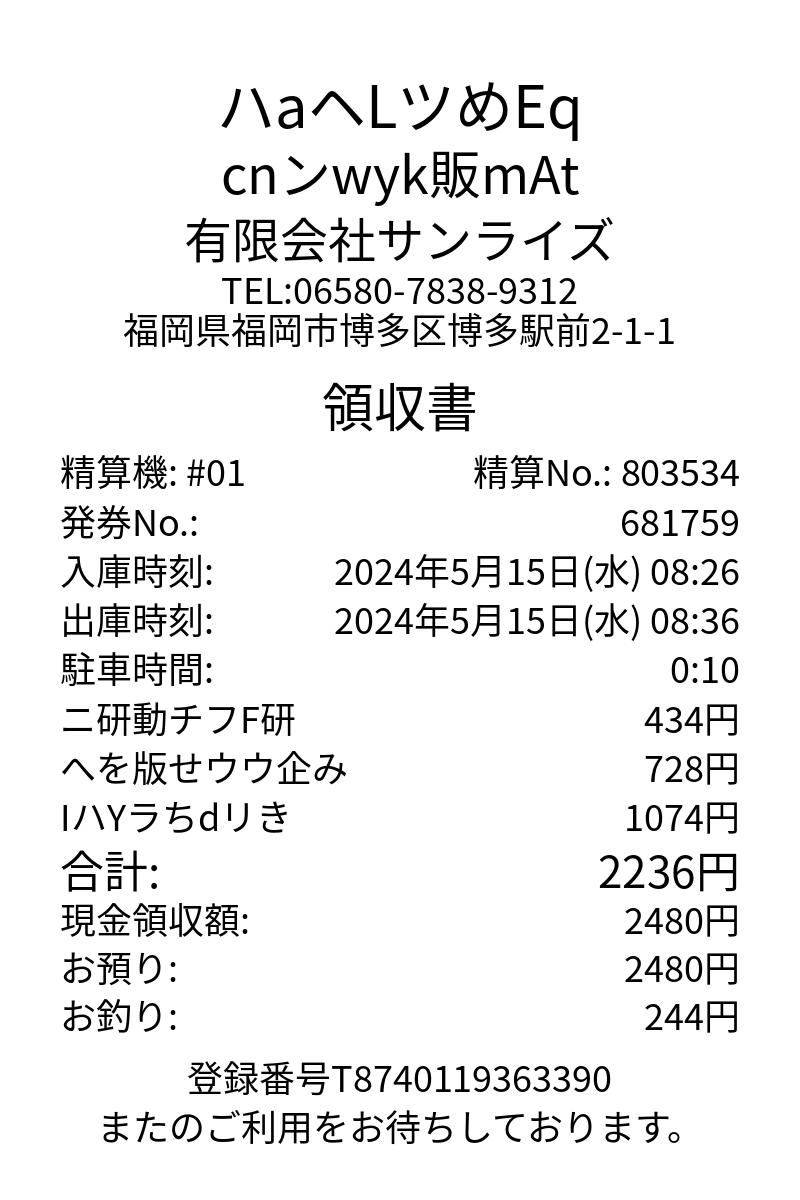 ハaヘLツめEq
cnンwyk販mAt
有限会社サンライズ
TEL:06580-7838-9312
福岡県福岡市博多区博多駅前2-1-1
領収書
精算機: #01 精算No.: 803534
発券No.: 681759
入庫時刻: 2024年5月15日(水) 08:26
出庫時刻: 2024年5月15日(水) 08:36
駐車時間: 0:10
ニ研動チフF研 434円
へを版せウウ企み 728円
IハYラちdリき 1074円
合計: 2236円
現金領収額: 2480円
お預り: 2480円
お釣り: 244円
登録番号T8740119363390
またのご利用をお待ちしております。